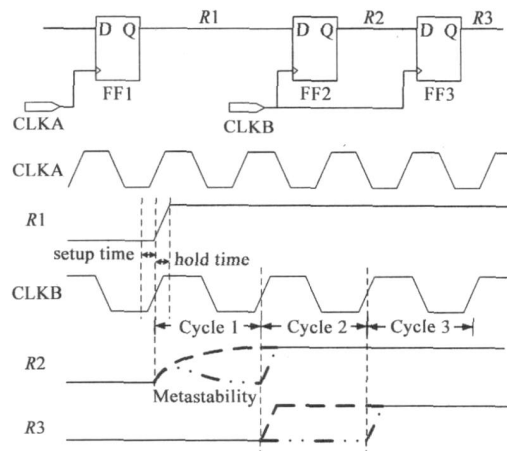 R1 R2 R3
D Q D Q D Q
FF1 FF2 FF3
CLKA CLKB
CLKA
R1
setup time hold time
CLKB
Cycle 1 Cycle 2 Cycle 3
R2
Metastability
R3